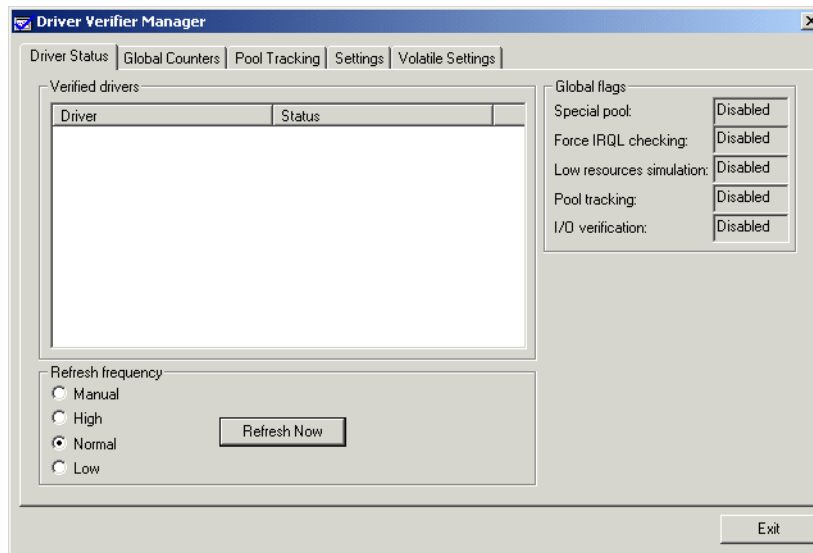 Driver Verifier Manager
Driver Status Global Counters Pool Tracking Settings Volatile Settings
Verified drivers
Driver Status
Global flags
Special pool: Disabled
Force IRQL checking: Disabled
Low resources simulation: Disabled
Pool tracking: Disabled
I/O verification: Disabled
Refresh frequency
Manual
High
Normal
Low
Refresh Now
Exit